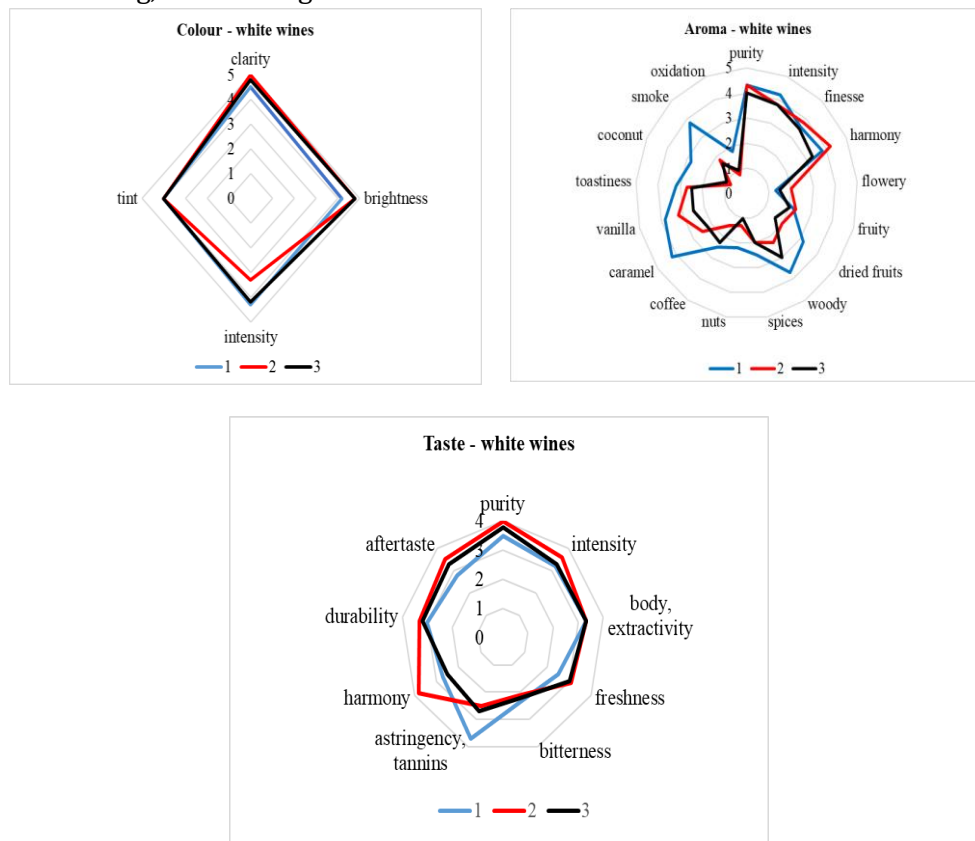 Colour - white wines
clarity
5
4
3
2
1
0
tint
brightness
intensity
1 2 3
Aroma - white wines
purity
5
4
3
2
1
0
oxidation
intensity
smoke
finesse
coconut
harmony
toastiness
flowery
vanilla
fruity
caramel
dried fruits
coffee
woody
nuts
spices
1 2 3
Taste - white wines
purity
4
3
2
1
0
aftertaste
intensity
durability
body,
extractivity
harmony
freshness
astringency,
tannins
bitterness
1 2 3